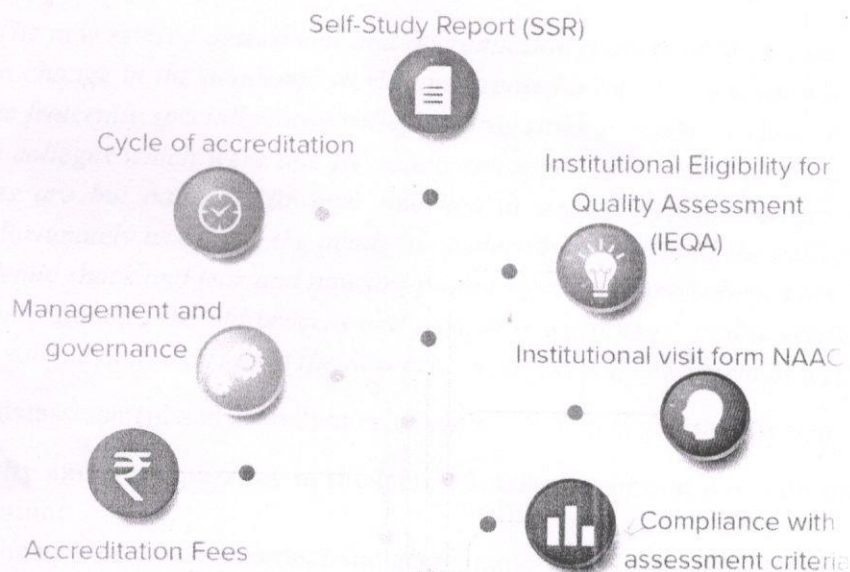 Self-Study Report (SSR)
Cycle of accreditation
Institutional Eligibility for
Quality Assessment
(IEQA)
Management and
governance
Institutional visit form NAAC
₹
Accreditation Fees
Compliance with
assessment criteria